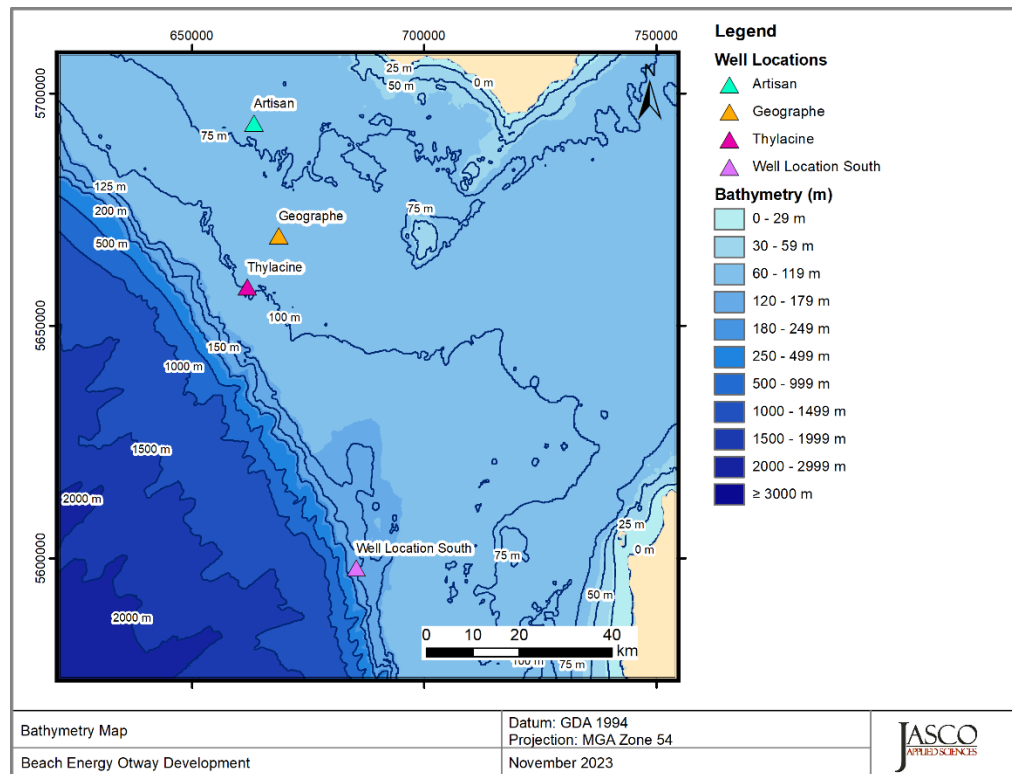 650000
700000
750000
5700000
5650000
5600000
25 m
0 m
50 m
N
Artisan
75 m
125 m
200 m
500 m
Geographe
75 m
Thylacine
100 m
150 m
1000 m
1500 m
2000 m
Well Location South
75 m
25 m
0 m
50 m
2000 m
0 10 20 40
km
100 m
75 m
Legend
Well Locations
Artisan
Geographe
Thylacine
Well Location South
Bathymetry (m)
0 - 29 m
30 - 59 m
60 - 119 m
120 - 179 m
180 - 249 m
250 - 499 m
500 - 999 m
1000 - 1499 m
1500 - 1999 m
2000 - 2999 m
≥ 3000 m
Bathymetry Map
Datum: GDA 1994
Projection: MGA Zone 54
Beach Energy Otway Development
November 2023
JASCO
APPLIED SCIENCES